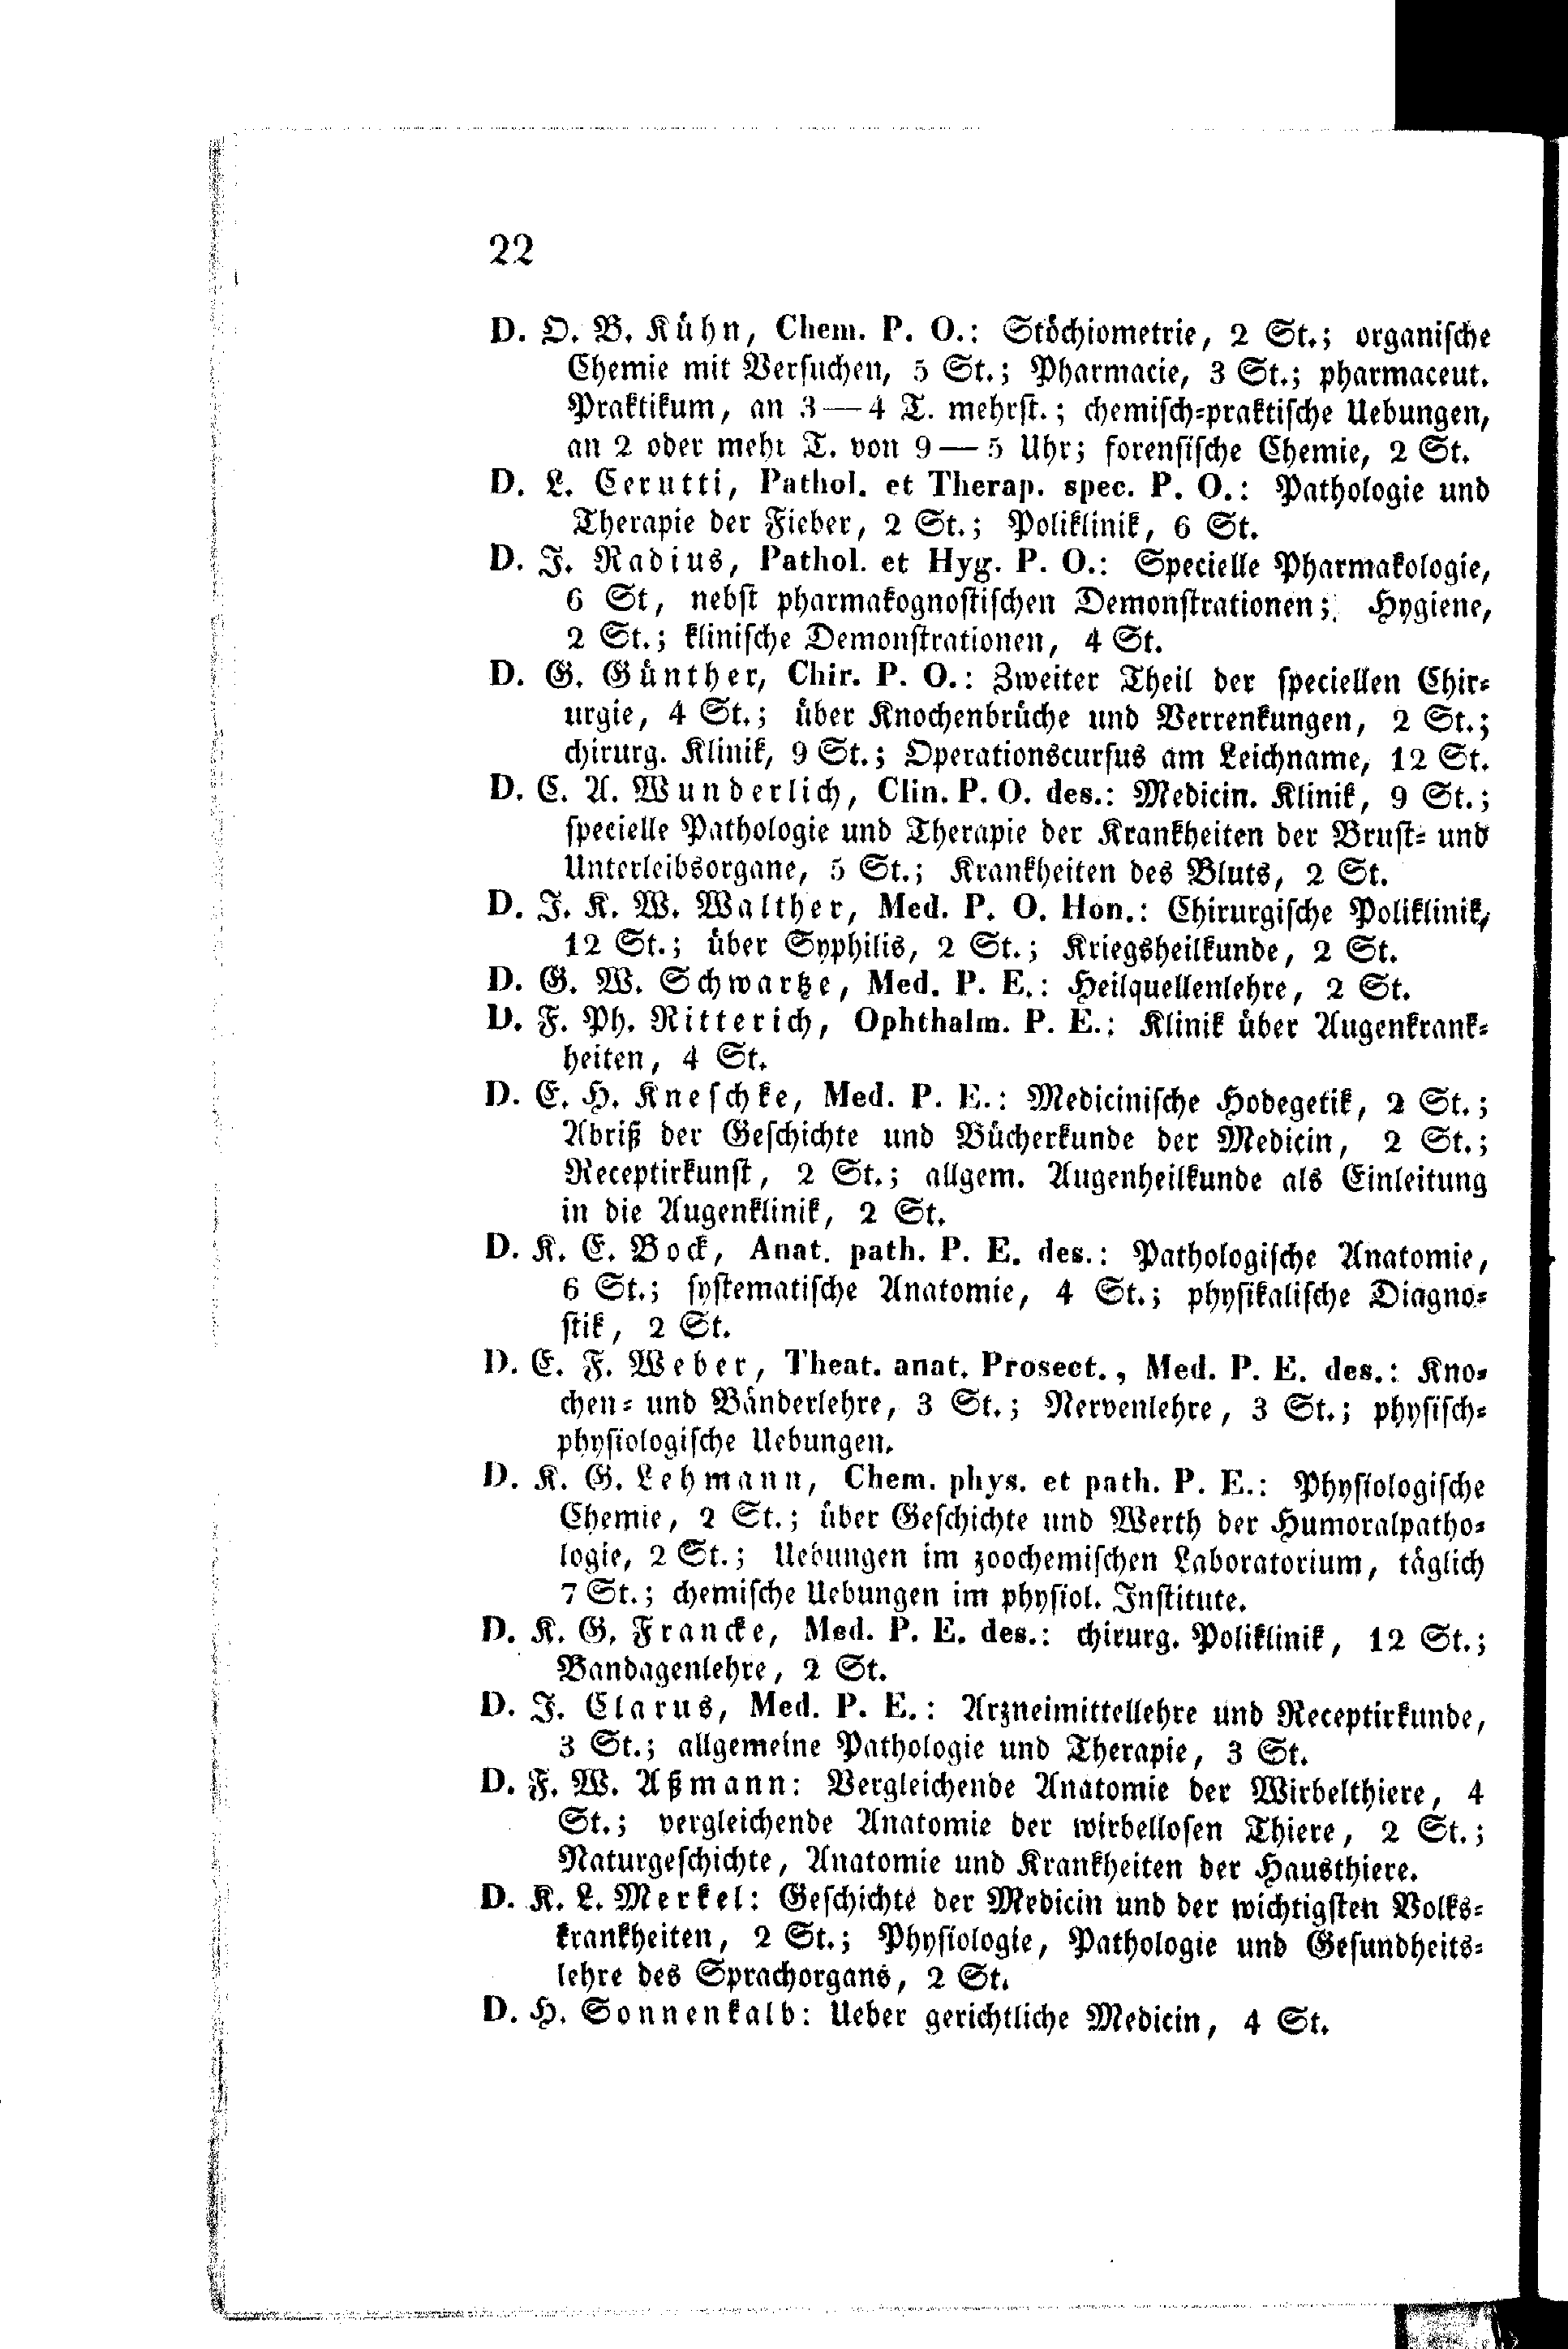 22
D. O. B. Kühn, Chem. P. O.: Stöchiometrie, 2 St.; organische
Chemie mit Versuchen, 5 St.; Pharmacie, 3 St.; pharmaceut.
Praktikum, an 3—4 T. mehrst.; chemisch-praktische Uebungen,
an 2 oder mehr T. von 9—5 Uhr; forensische Chemie, 2 St.
D. L. Cerutti, Pathol. et Therap. spec. P. O.: Pathologie und
Therapie der Fieber, 2 St.; Poliklinik, 6 St.
D. J. Radius, Pathol. et Hyg. P. O.: Specielle Pharmakologie,
6 St, nebst pharmakognostischen Demonstrationen; Hygiene,
2 St.; klinische Demonstrationen, 4 St.
D. G. Günther, Chir. P. O.: Zweiter Theil der speciellen Chir-
urgie, 4 St.; über Knochenbrüche und Verrenkungen, 2 St.;
chirurg. Klinik, 9 St.; Operationscursus am Leichname, 12 St.
D. C. A. Wunderlich, Clin. P. O. des.: Medicin. Klinik, 9 St.;
specielle Pathologie und Therapie der Krankheiten der Brust- und
Unterleibsorgane, 5 St.; Krankheiten des Bluts, 2 St.
D. J. K. W. Walther, Med. P. O. Hon.: Chirurgische Poliklinik,
12 St.; über Syphilis, 2 St.; Kriegsheilkunde, 2 St.
D. G. W. Schwartze, Med. P. E.: Heilquellenlehre, 2 St.
D. F. Ph. Ritterich, Ophthalm. P. E.: Klinik über Augenkrank-
heiten, 4 St.
D. E. H. Kneschke, Med. P. E.: Medicinische Hodegetik, 2 St.;
Abriß der Geschichte und Bücherkunde der Medicin, 2 St.;
Receptirkunst, 2 St.; allgem. Augenheilkunde als Einleitung
in die Augenklinik, 2 St.
D. K. E. Bock, Anat. path. P. E. des.: Pathologische Anatomie,
6 St.; systematische Anatomie, 4 St.; physikalische Diagno-
stik, 2 St.
D. E. F. Weber, Theat. anat. Prosect., Med. P. E. des.: Kno-
chen- und Bänderlehre, 3 St.; Nervenlehre, 3 St.; physisch-
physiologische Uebungen.
D. K. G. Lehmann, Chem. phys. et path. P. E.: Physiologische
Chemie, 2 St.; über Geschichte und Werth der Humoralpatho-
logie, 2 St.; Uebungen im zoochemischen Laboratorium, täglich
7 St.; chemische Uebungen im physiol. Institute.
D. K. G. Francke, Med. P. E. des.: chirurg. Poliklinik, 12 St.;
Bandagenlehre, 2 St.
D. J. Clarus, Med. P. E.: Arzneimittellehre und Receptirkunde,
3 St.; allgemeine Pathologie und Therapie, 3 St.
D. F. W. Aßmann: Vergleichende Anatomie der Wirbelthiere, 4
St.; vergleichende Anatomie der wirbellosen Thiere, 2 St.;
Naturgeschichte, Anatomie und Krankheiten der Hausthiere.
D. K. L. Merkel: Geschichte der Medicin und der wichtigsten Volks-
krankheiten, 2 St.; Physiologie, Pathologie und Gesundheits-
lehre des Sprachorgans, 2 St.
D. H. Sonnenkalb: Ueber gerichtliche Medicin, 4 St.